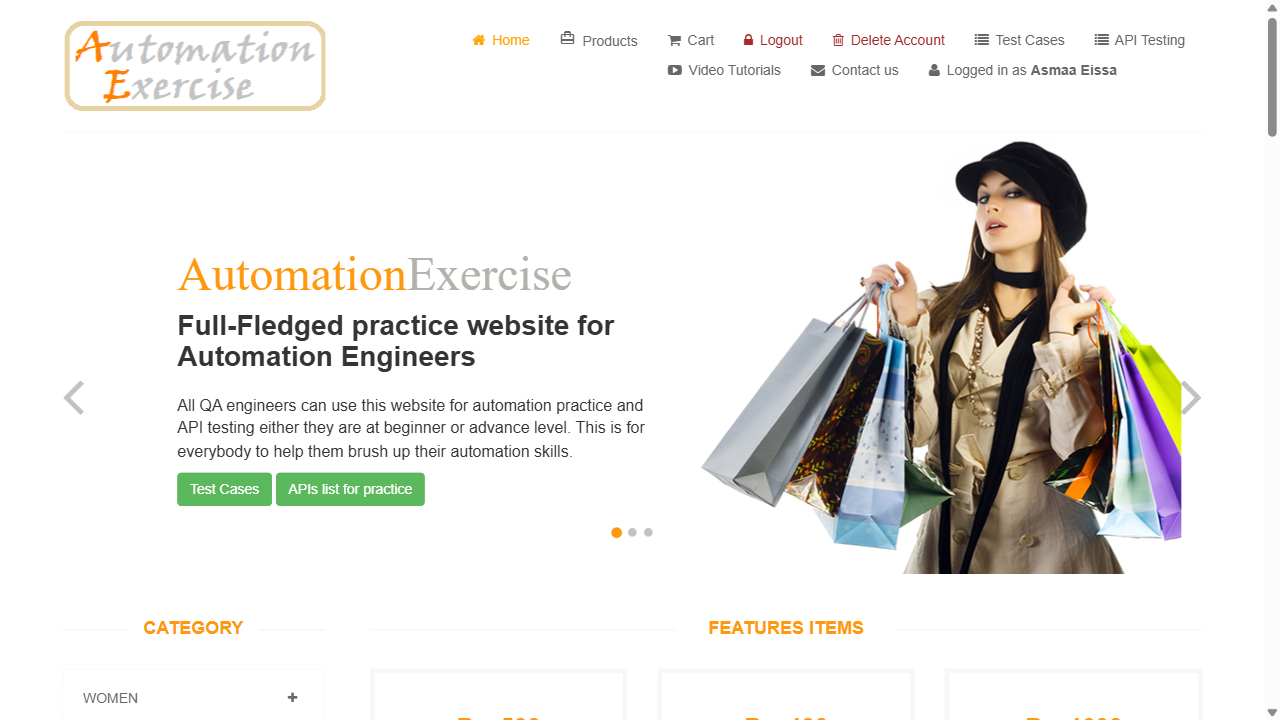 Automation
Exercise
Home
Products
Cart
Logout
Delete Account
Test Cases
API Testing
Video Tutorials
Contact us
Logged in as Asmaa Eissa
AutomationExercise
Full-Fledged practice website for
Automation Engineers
All QA engineers can use this website for automation practice and
API testing either they are at beginner or advance level. This is for
everybody to help them brush up their automation skills.
Test Cases
APIs list for practice
CATEGORY
FEATURES ITEMS
WOMEN